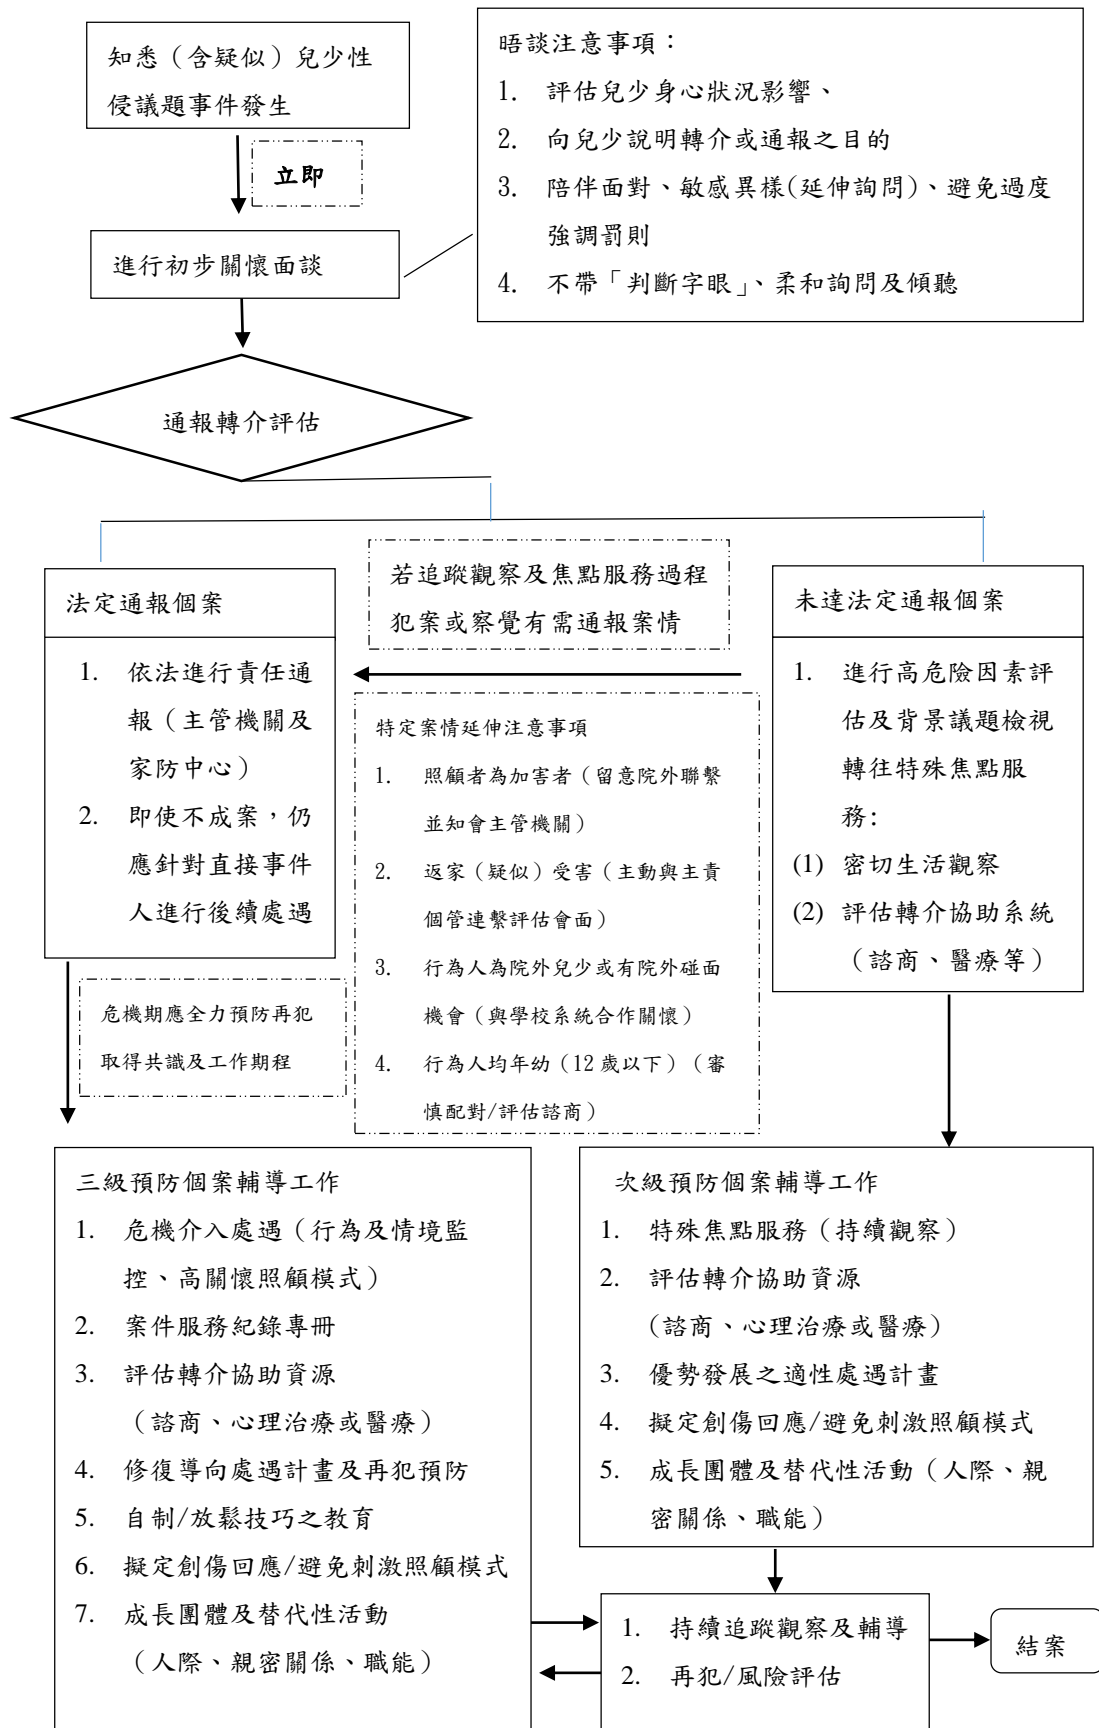 知悉（含疑似）兒少性
侵議題事件發生
立即
進行初步關懷面談
晤談注意事項：
1. 評估兒少身心狀況影響、
2. 向兒少說明轉介或通報之目的
3. 陪伴面對、敏感異樣(延伸詢問)、避免過度
強調罰則
4. 不帶「判斷字眼」、柔和詢問及傾聽
通報轉介評估
法定通報個案
1. 依法進行責任通
報（主管機關及
家防中心）
2. 即使不成案，仍
應針對直接事件
人進行後續處遇
若追蹤觀察及焦點服務過程
犯案或察覺有需通報案情
未達法定通報個案
1. 進行高危險因素評
估及背景議題檢視
轉往特殊焦點服
務:
(1) 密切生活觀察
(2) 評估轉介協助系統
（諮商、醫療等）
特定案情延伸注意事項
1. 照顧者為加害者（留意院外聯繫
並知會主管機關）
2. 返家（疑似）受害（主動與主責
個管連繫評估會面）
3. 行為人為院外兒少或有院外碰面
機會（與學校系統合作關懷）
4. 行為人均年幼（12 歲以下）（審
慎配對/評估諮商）
危機期應全力預防再犯
取得共識及工作期程
三級預防個案輔導工作
1. 危機介入處遇（行為及情境監
控、高關懷照顧模式）
2. 案件服務紀錄專冊
3. 評估轉介協助資源
（諮商、心理治療或醫療）
4. 修復導向處遇計畫及再犯預防
5. 自制/放鬆技巧之教育
6. 擬定創傷回應/避免刺激照顧模式
7. 成長團體及替代性活動
（人際、親密關係、職能）
次級預防個案輔導工作
1. 特殊焦點服務（持續觀察）
2. 評估轉介協助資源
（諮商、心理治療或醫療）
3. 優勢發展之適性處遇計畫
4. 擬定創傷回應/避免刺激照顧模式
5. 成長團體及替代性活動（人際、親
密關係、職能）
1. 持續追蹤觀察及輔導
2. 再犯/風險評估
結案